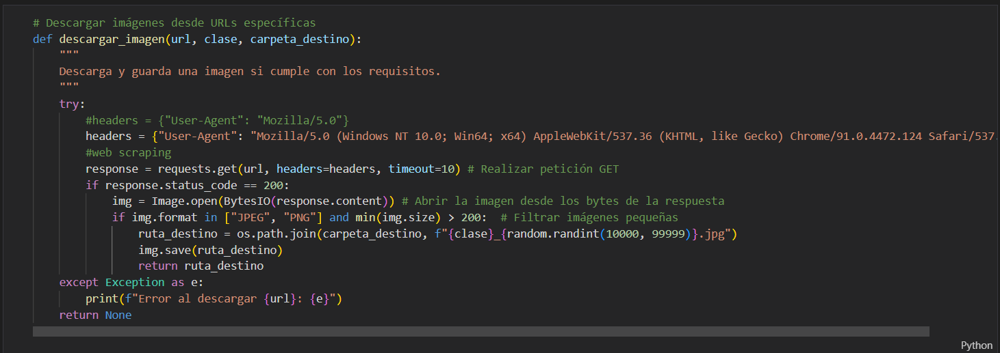 # Descargar imágenes desde URLs específicas
def descargar_imagen(url, clase, carpeta_destino):
    """
    Descarga y guarda una imagen si cumple con los requisitos.
    """
    try:
        #headers = {"User-Agent": "Mozilla/5.0"}
        headers = {"User-Agent": "Mozilla/5.0 (Windows NT 10.0; Win64; x64) AppleWebKit/537.36 (KHTML, like Gecko) Chrome/91.0.4472.124 Safari/537.
        #web scraping
        response = requests.get(url, headers=headers, timeout=10) # Realizar petición GET
        if response.status_code == 200:
            img = Image.open(BytesIO(response.content)) # Abrir la imagen desde los bytes de la respuesta
            if img.format in ["JPEG", "PNG"] and min(img.size) > 200:  # Filtrar imágenes pequeñas
                ruta_destino = os.path.join(carpeta_destino, f"{clase}_{random.randint(10000, 99999)}.jpg")
                img.save(ruta_destino)
                return ruta_destino
    except Exception as e:
        print(f"Error al descargar {url}: {e}")
    return None
Python